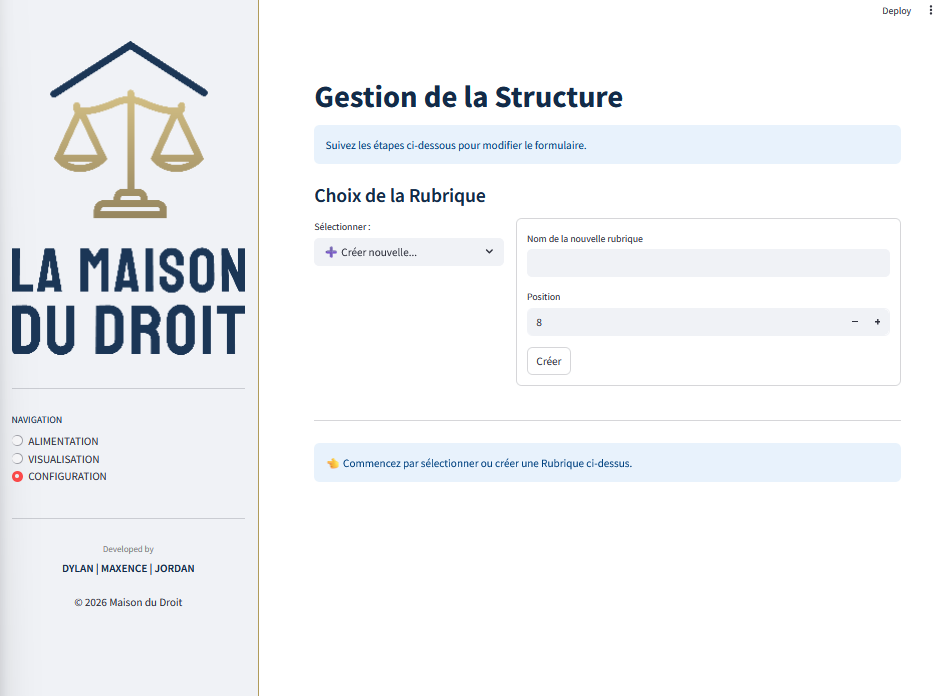 Deploy
LA MAISON
DU DROIT
NAVIGATION
ALIMENTATION
VISUALISATION
CONFIGURATION
Developed by
DYLAN | MAXENCE | JORDAN
© 2026 Maison du Droit
Gestion de la Structure
Suivez les étapes ci-dessous pour modifier le formulaire.
Choix de la Rubrique
Sélectionner :
Créer nouvelle...
Nom de la nouvelle rubrique
Position
8
Créer
Commencez par sélectionner ou créer une Rubrique ci-dessus.